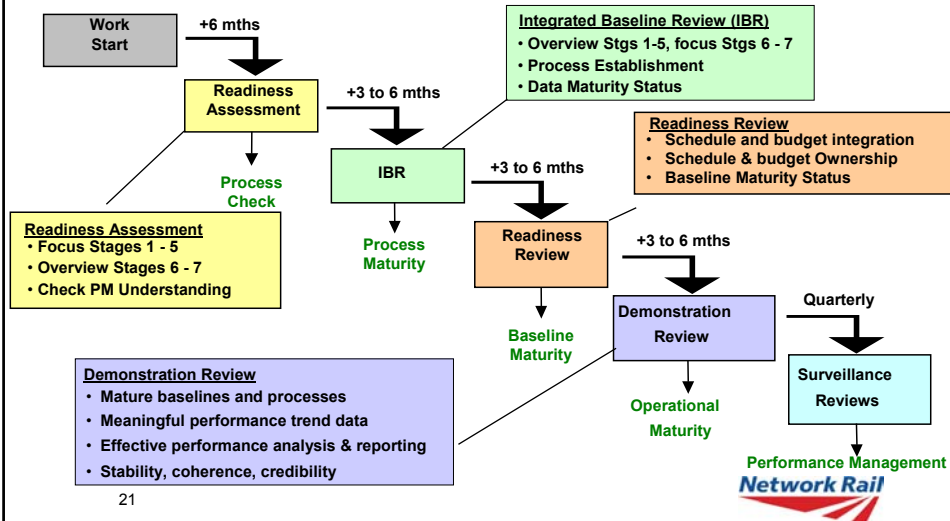 Work
Start
+6 mths
Integrated Baseline Review (IBR)
• Overview Stgs 1-5, focus Stgs 6 - 7
• Process Establishment
• Data Maturity Status
Readiness
Assessment
+3 to 6 mths
Readiness Review
• Schedule and budget integration
• Schedule & budget Ownership
• Baseline Maturity Status
Process
Check
IBR
+3 to 6 mths
Readiness Assessment
• Focus Stages 1 - 5
• Overview Stages 6 - 7
• Check PM Understanding
Process
Maturity
Readiness
Review
+3 to 6 mths
Baseline
Maturity
Demonstration
Review
Quarterly
Demonstration Review
• Mature baselines and processes
• Meaningful performance trend data
• Effective performance analysis & reporting
• Stability, coherence, credibility
Operational
Maturity
Surveillance
Reviews
Performance Management
Network Rail
21